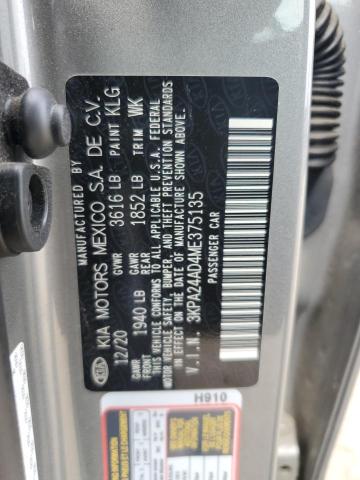 MANUFACTURED BY
KIA MOTORS MEXICO S.A. DE C.V.
12/20 GVWR 3616 LB PAINT KLG
GAWR FRONT 1940 LB GAWR REAR 1852 LB TRIM WK
THIS VEHICLE CONFORMS TO ALL APPLICABLE U.S.A. FEDERAL
MOTOR VEHICLE SAFETY, BUMPER, AND THEFT PREVENTION STANDARDS
IN EFFECT ON THE DATE OF MANUFACTURE SHOWN ABOVE.
V.I.N. 3KPA24AD4ME375135
PASSENGER CAR
KIA
H910